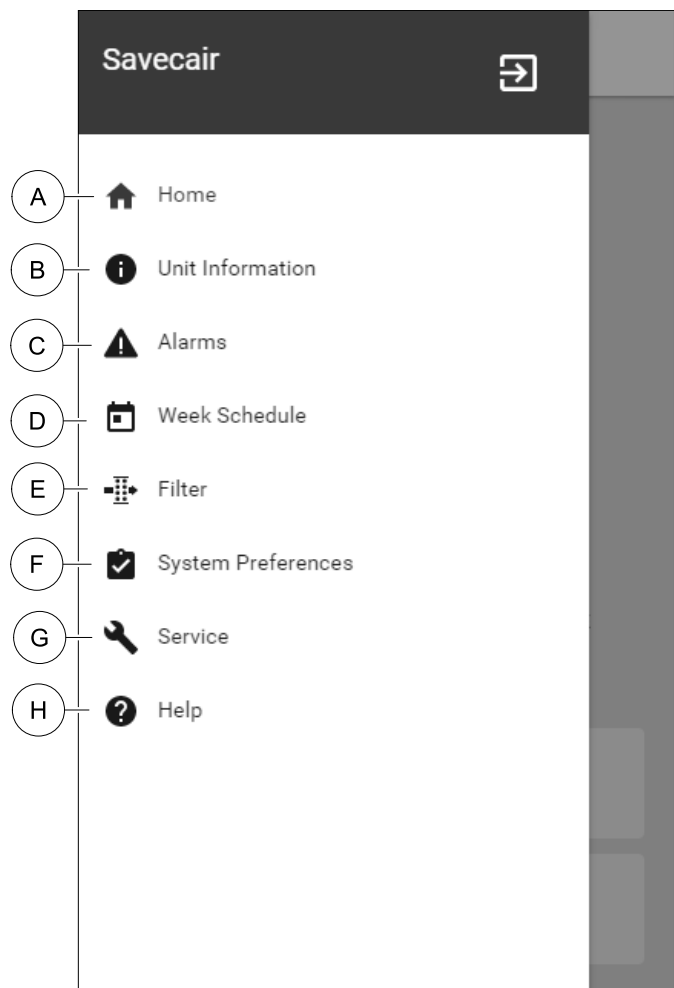 Savecair
A Home
B Unit Information
C Alarms
D Week Schedule
E Filter
F System Preferences
G Service
H Help